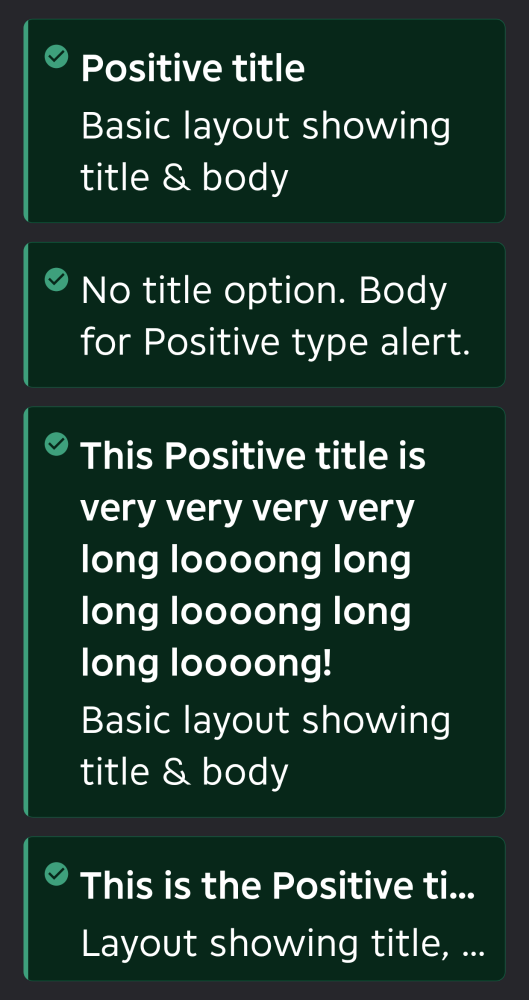 Positive title
Basic layout showing
title & body
No title option. Body
for Positive type alert.
This Positive title is
very very very very
long loooong long
long loooong long
long loooong!
Basic layout showing
title & body
This is the Positive ti...
Layout showing title, ...